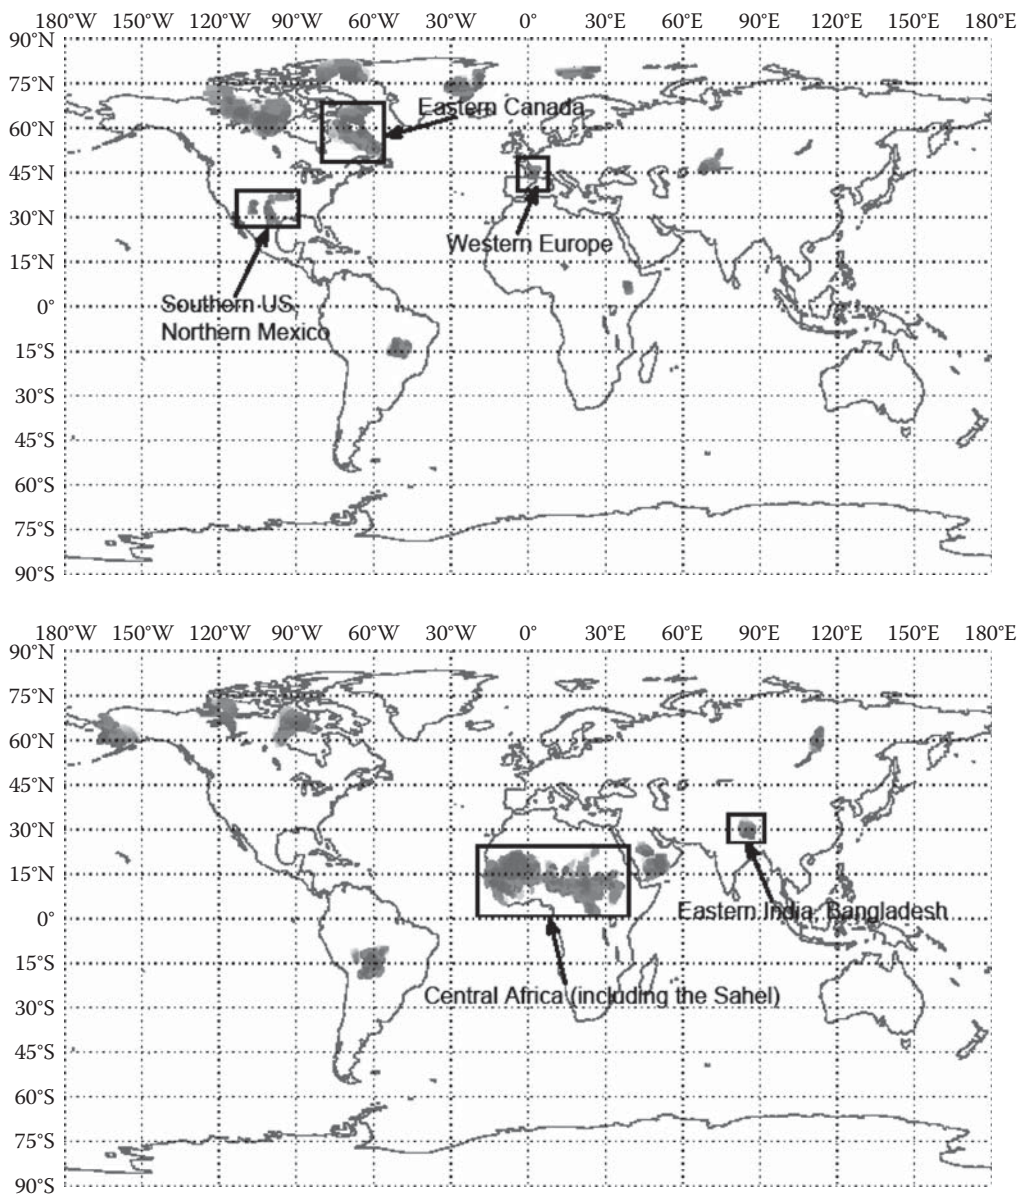 180°W 150°W 120°W 90°W 60°W 30°W 0° 30°E 60°E 90°E 120°E 150°E 180°E
90°N
75°N
Eastern Canada
60°N
45°N
30°N
Western Europe
15°N
0°
Southern US,
Northern Mexico
15°S
30°S
45°S
60°S
75°S
90°S
180°W 150°W 120°W 90°W 60°W 30°W 0° 30°E 60°E 90°E 120°E 150°E 180°E
90°N
75°N
60°N
45°N
30°N
15°N
Eastern India, Bangladesh
0°
15°S
Central Africa (including the Sahel)
30°S
45°S
60°S
75°S
90°S